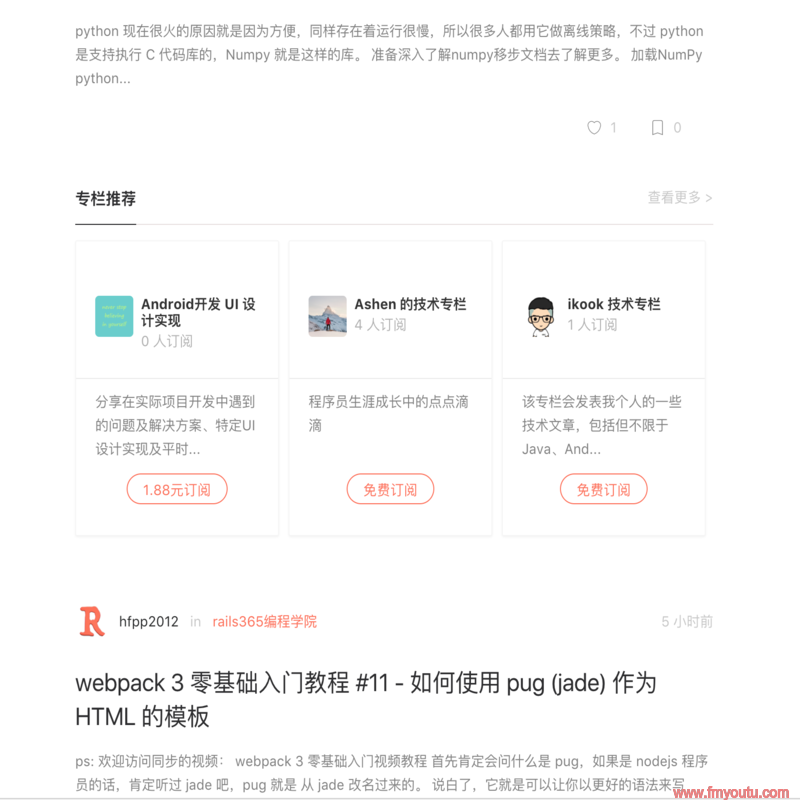 python 现在很火的原因就是因为方便，同样存在着运行很慢，所以很多人都用它做离线策略，不过 python
是支持执行 C 代码库的，Numpy 就是这样的库。 准备深入了解numpy移步文档去了解更多。 加载NumPy
python...
1 0
专栏推荐 查看更多 >
Android开发 UI 设
计实现
0 人订阅
分享在实际项目开发中遇到
的问题及解决方案、特定UI
设计实现及平时...
1.88元订阅
Ashen 的技术专栏
4 人订阅
程序员生涯成长中的点点滴
滴
免费订阅
ikook 技术专栏
1 人订阅
该专栏会发表我个人的一些
技术文章，包括但不限于
Java、And...
免费订阅
R hfpp2012 in rails365编程学院 5 小时前
webpack 3 零基础入门教程 #11 - 如何使用 pug (jade) 作为
HTML 的模板
ps: 欢迎访问同步的视频： webpack 3 零基础入门视频教程 首先肯定会问什么是 pug，如果是 nodejs 程序
员的话，肯定听过 jade 吧，pug 就是 从 jade 改名过来的。 说白了，它就是可以让你以更好的语法来写
www.fmyoutu.com